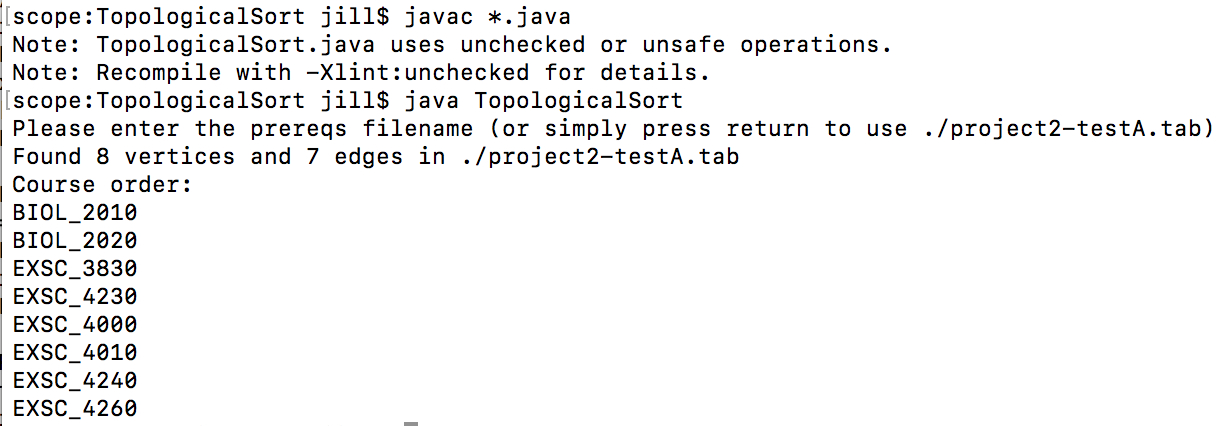 [scope:TopologicalSort jill$ javac *.java
Note: TopologicalSort.java uses unchecked or unsafe operations.
Note: Recompile with -Xlint:unchecked for details.
[scope:TopologicalSort jill$ java TopologicalSort
Please enter the prereqs filename (or simply press return to use ./project2-testA.tab)
Found 8 vertices and 7 edges in ./project2-testA.tab
Course order:
BIOL_2010
BIOL_2020
EXSC_3830
EXSC_4230
EXSC_4000
EXSC_4010
EXSC_4240
EXSC_4260